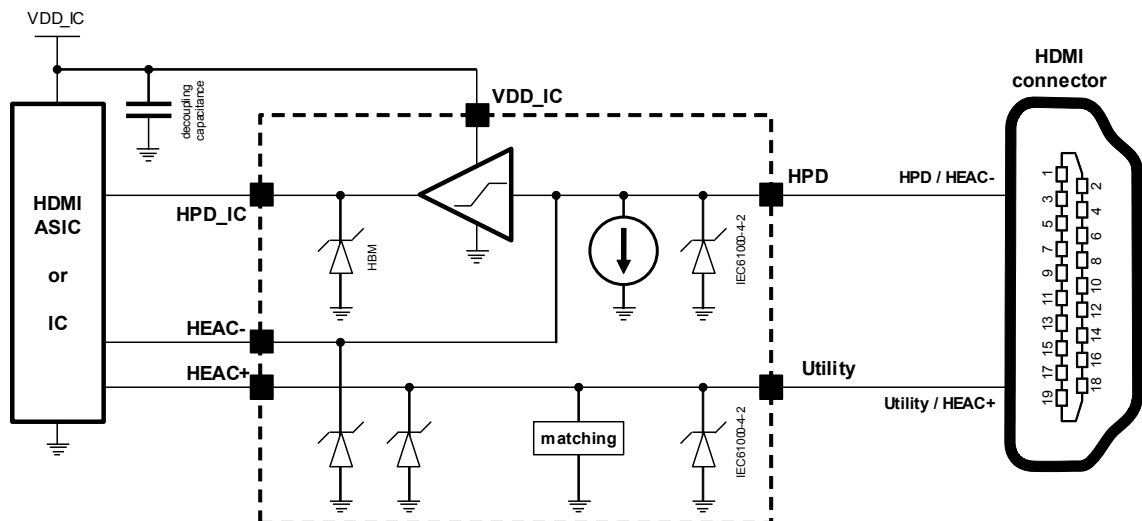 VDD_IC
HDMI
connector
decoupling
capacitance
VDD_IC
HDMI
ASIC
or
IC
HPD_IC
HPD
HPD / HEAC-
HBM
IEC61000-4-2
HEAC-
HEAC+
Utility
Utility / HEAC+
matching
IEC61000-4-2
1
2
3
4
5
6
7
8
9
10
11
12
13
14
15
16
17
18
19